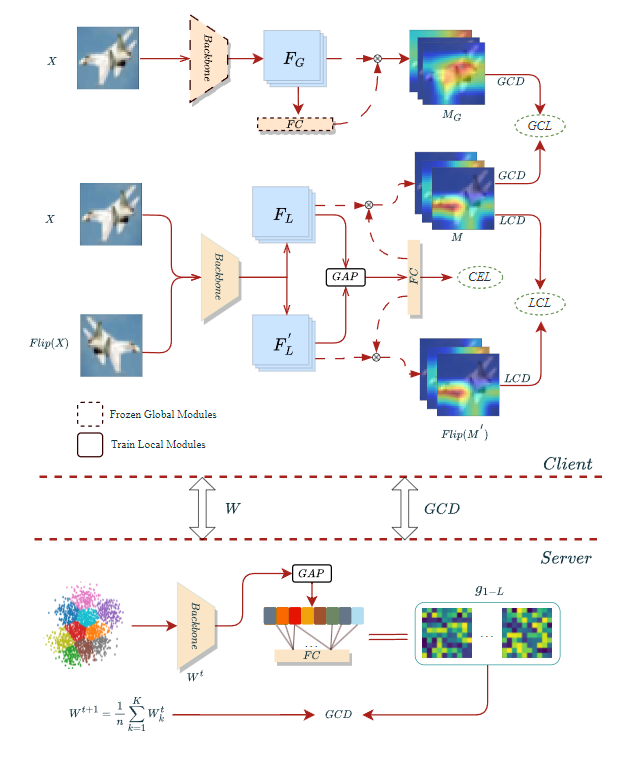 X
Backbone
F_G
FC
M_G
GCD
GCL
GCD
X
Backbone
F_L
GAP
FC
CEL
M
LCD
LCL
Flip(X)
F_L'
LCD
Flip(M')
Frozen Global Modules
Train Local Modules
Client
W
GCD
Server
Backbone
W^t
GAP
...
FC
g_{1-L}
...
W^{t+1} = \frac{1}{n} \sum_{k=1}^{K} W_k^t
GCD